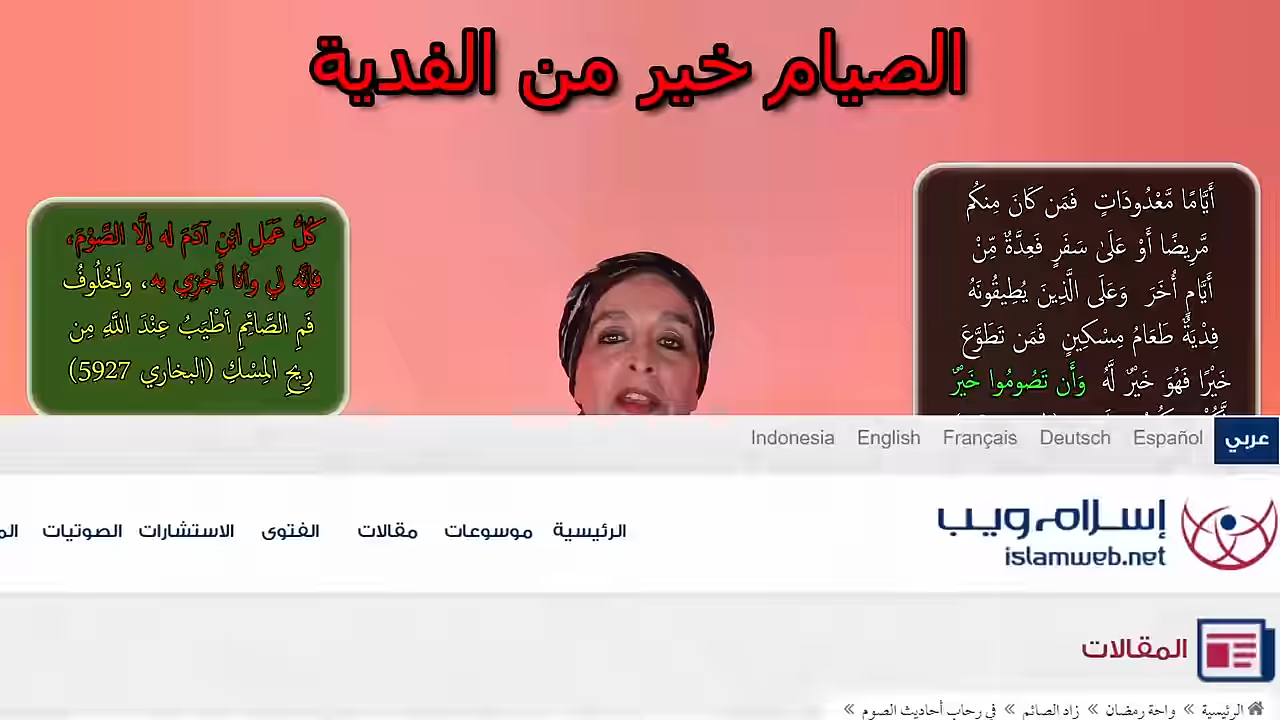 الصيام خير من الفدية
أَيَّامًا مَّعْدُودَاتٍ فَمَن كَانَ مِنكُم
مَّرِيضًا أَوْ عَلَىٰ سَفَرٍ فَعِدَّةٌ مِّنْ
أَيَّامٍ أُخَرَ وَعَلَى الَّذِينَ يُطِيقُونَهُ
فِدْيَةٌ طَعَامُ مِسْكِينٍ فَمَن تَطَوَّعَ
خَيْرًا فَهُوَ خَيْرٌ لَّهُ وَأَن تَصُومُوا خَيْرٌ
كُلُّ عَمَلِ ابْنِ آدَمَ له إلَّا الصَّوْمَ،
فإنَّه لي وأنا أجْزِي به، ولَخُلُوفُ
فَمِ الصَّائِمِ أطْيَبُ عِنْدَ اللَّهِ مِن
رِيحِ المِسْكِ (البخاري 5927)
Indonesia English Français Deutsch Español عربي
إسلام ويب
islamweb.net
الرئيسية موسوعات مقالات الفتوى الاستشارات الصوتيات
المقالات
الرئيسية » واحة رمضان » زاد الصائم » في رحاب أحاديث الصوم »